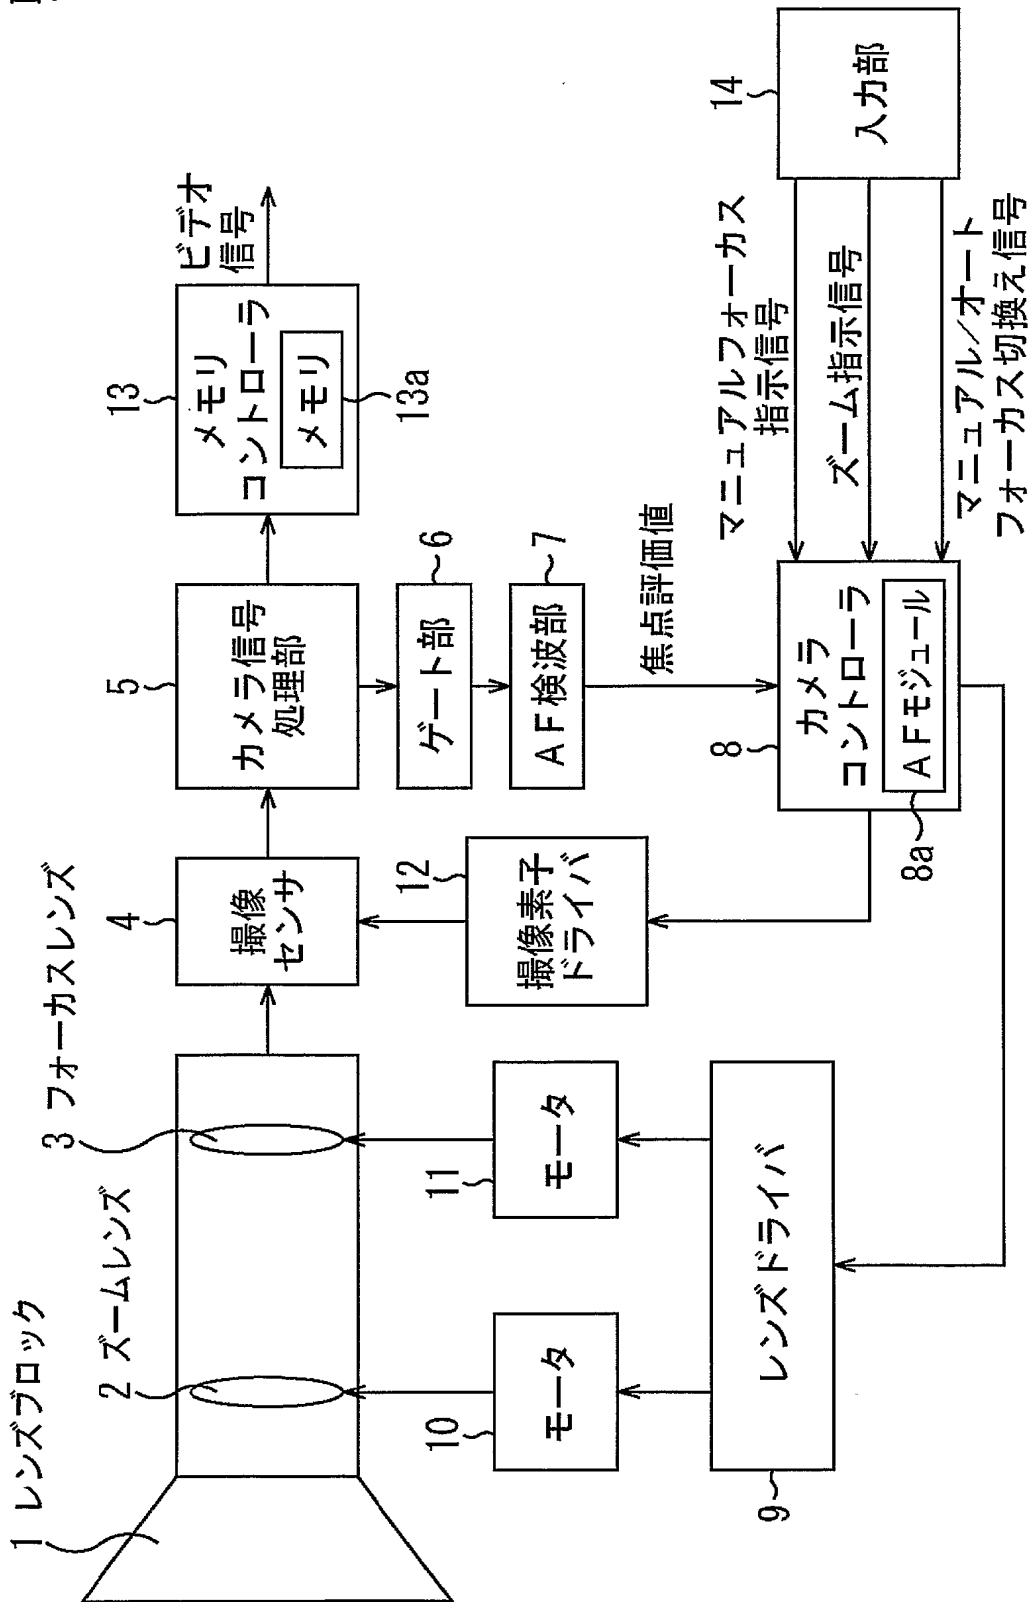 1 レンズブロック
2 ズームレンズ
3 フォーカスレンズ
4
撮像
センサ
5
カメラ信号
処理部
13
メモリ
コントローラ
メモリ
13a
ビデオ
信号
6
ゲート部
7
AF検波部
焦点評価値
12
撮像素子
ドライバ
10
モータ
11
モータ
9
レンズドライバ
8
カメラ
コントローラ
AFモジュール
8a
マニュアルフォーカス
指示信号
ズーム指示信号
マニュアル/オート
フォーカス切換え信号
14
入力部